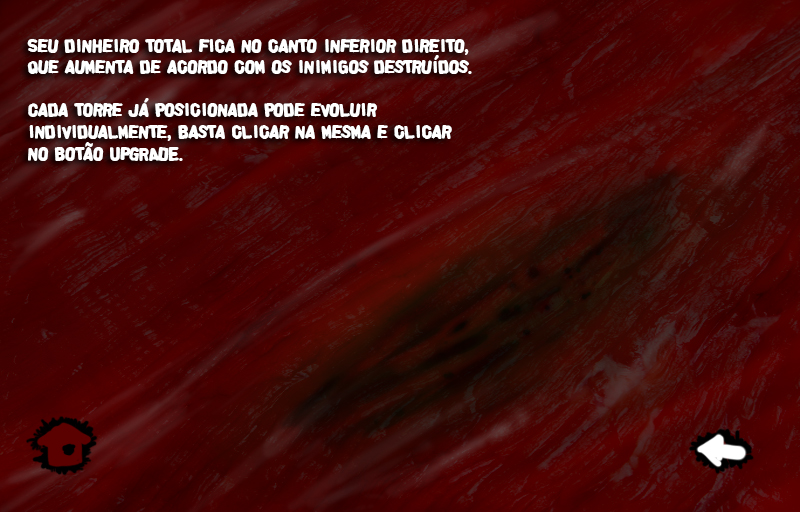 SEU DINHEIRO TOTAL FICA NO CANTO INFERIOR DIREITO,
QUE AUMENTA DE ACORDO COM OS INIMIGOS DESTRUÍDOS.
CADA TORRE JÁ POSICIONADA PODE EVOLUIR
INDIVIDUALMENTE, BASTA CLICAR NA MESMA E CLICAR
NO BOTÃO UPGRADE.